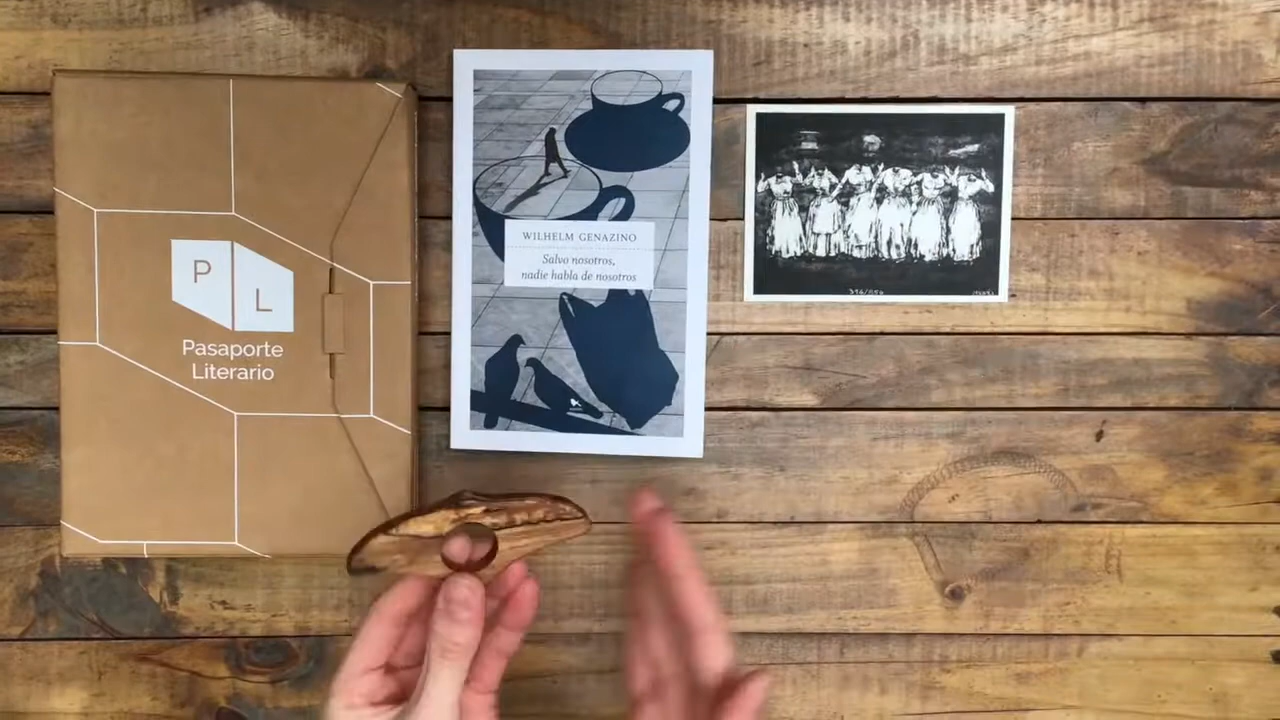 P L
Pasaporte
Literario
WILHELM GENAZINO
Salvo nosotros,
nadie habla de nosotros